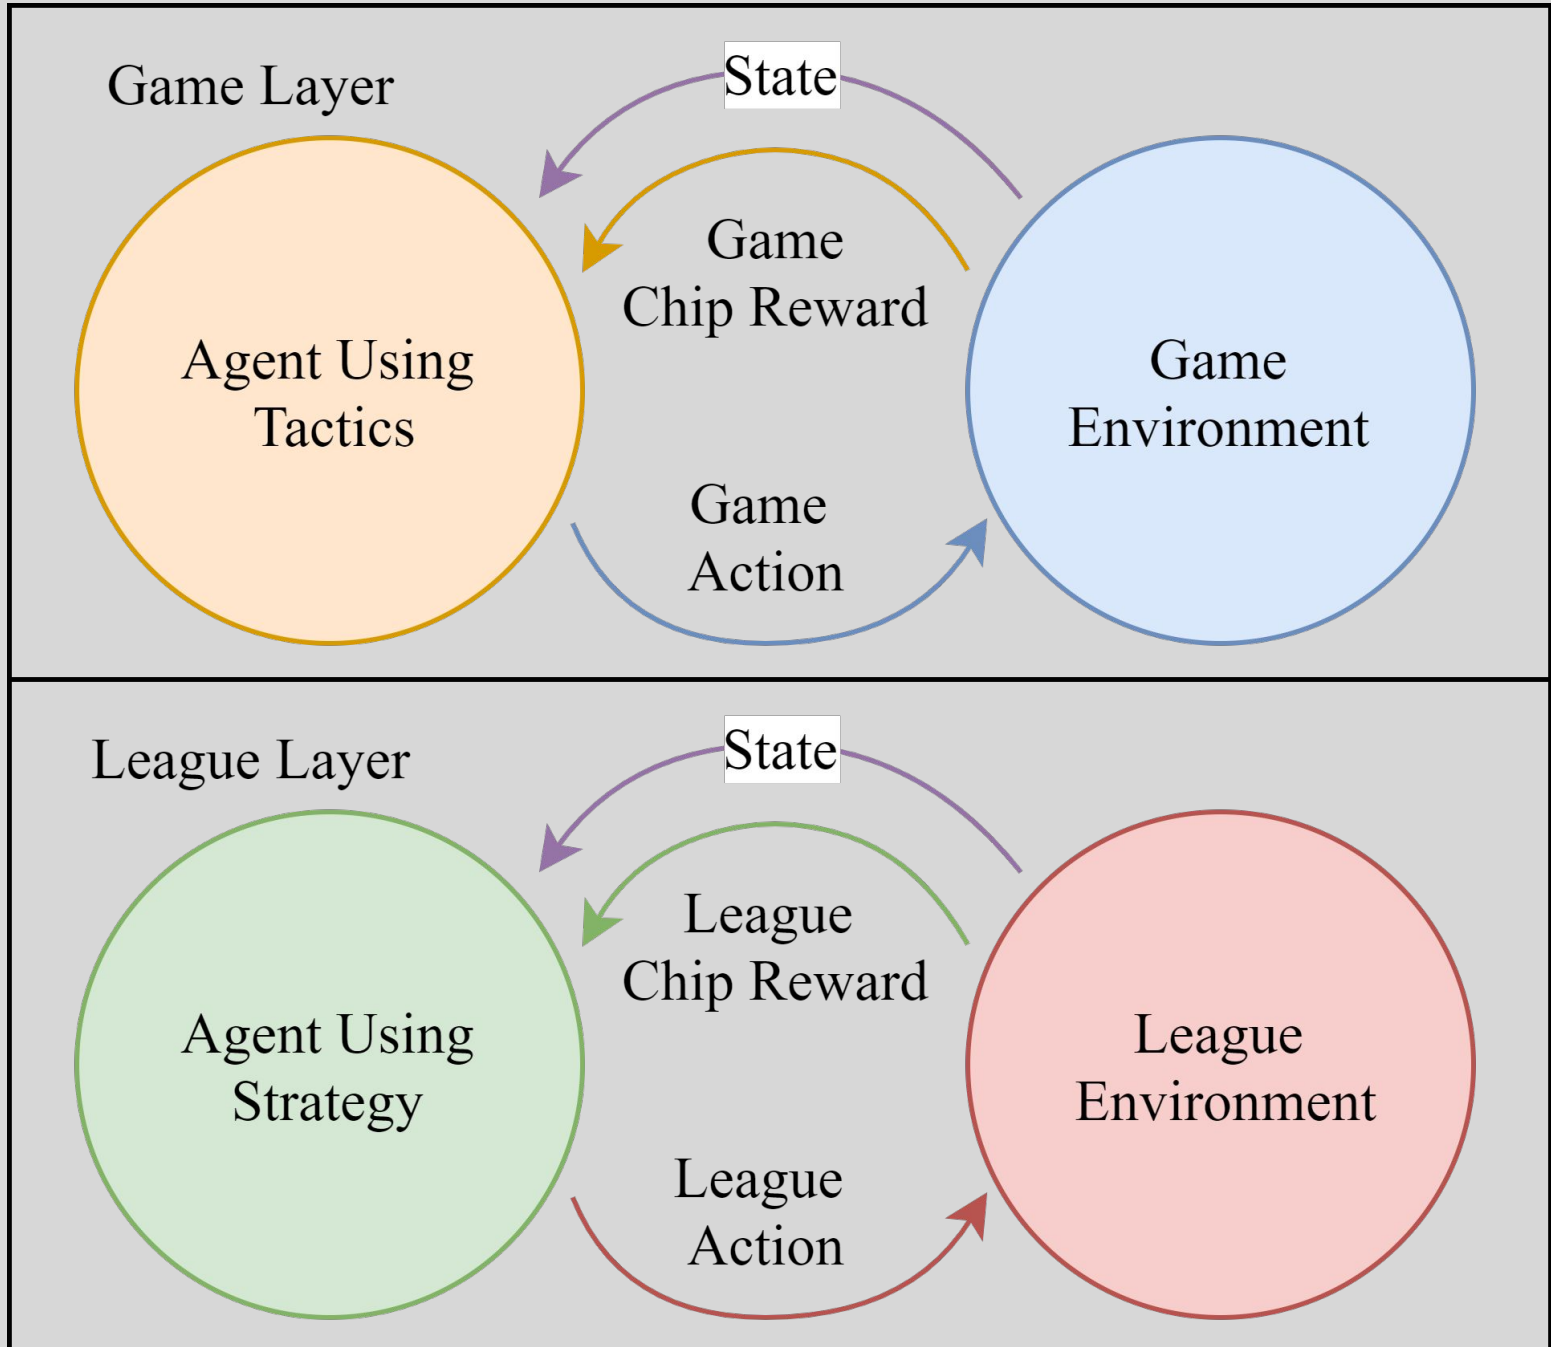 Game Layer
State
Game
Chip Reward
Agent Using
Tactics
Game
Environment
Game
Action
League Layer
State
League
Chip Reward
Agent Using
Strategy
League
Environment
League
Action